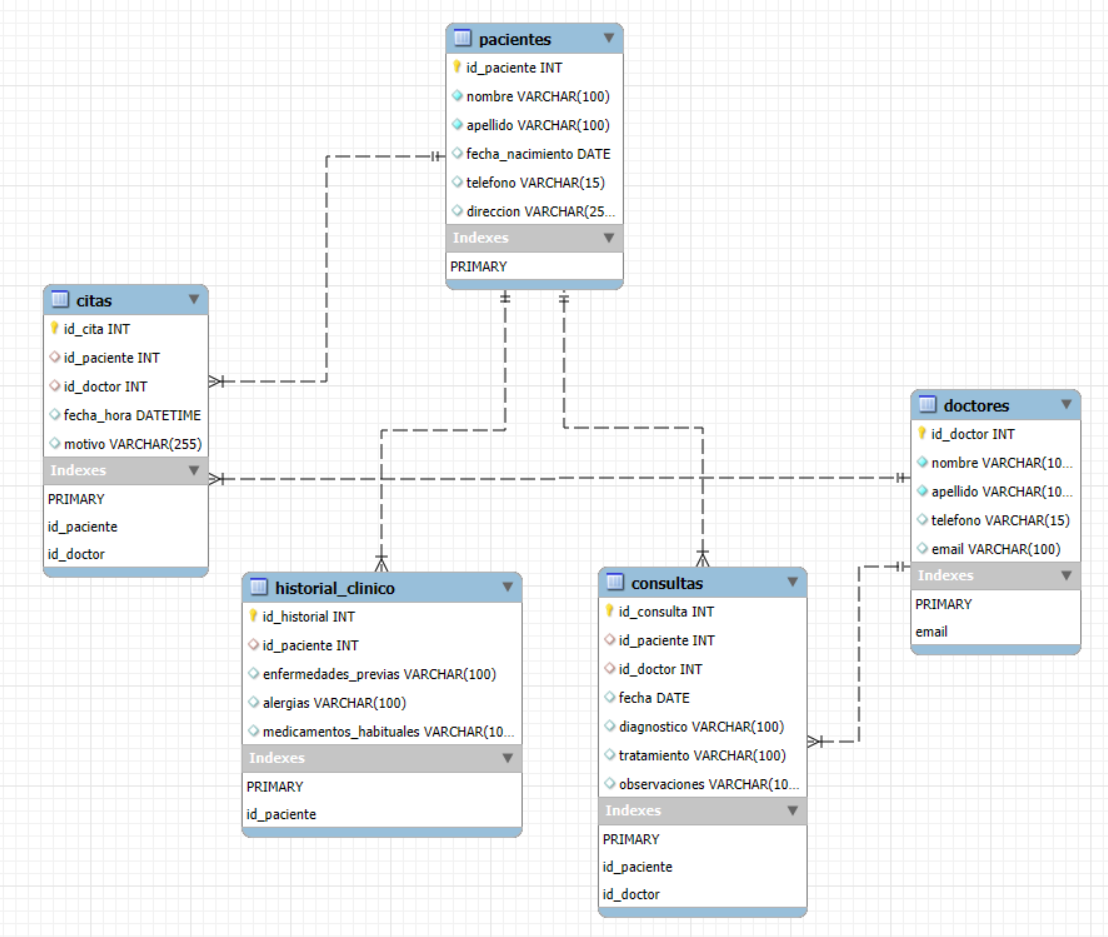 pacientes
id_paciente INT
nombre VARCHAR(100)
apellido VARCHAR(100)
fecha_nacimiento DATE
telefono VARCHAR(15)
direccion VARCHAR(25...
Indexes
PRIMARY
citas
id_cita INT
id_paciente INT
id_doctor INT
fecha_hora DATETIME
motivo VARCHAR(255)
Indexes
PRIMARY
id_paciente
id_doctor
historial_clinico
id_historial INT
id_paciente INT
enfermedades_previas VARCHAR(100)
alergias VARCHAR(100)
medicamentos_habituales VARCHAR(10...
Indexes
PRIMARY
id_paciente
consultas
id_consulta INT
id_paciente INT
id_doctor INT
fecha DATE
diagnostico VARCHAR(100)
tratamiento VARCHAR(100)
observaciones VARCHAR(10...
Indexes
PRIMARY
id_paciente
id_doctor
doctores
id_doctor INT
nombre VARCHAR(10...
apellido VARCHAR(10...
telefono VARCHAR(15)
email VARCHAR(100)
Indexes
PRIMARY
email